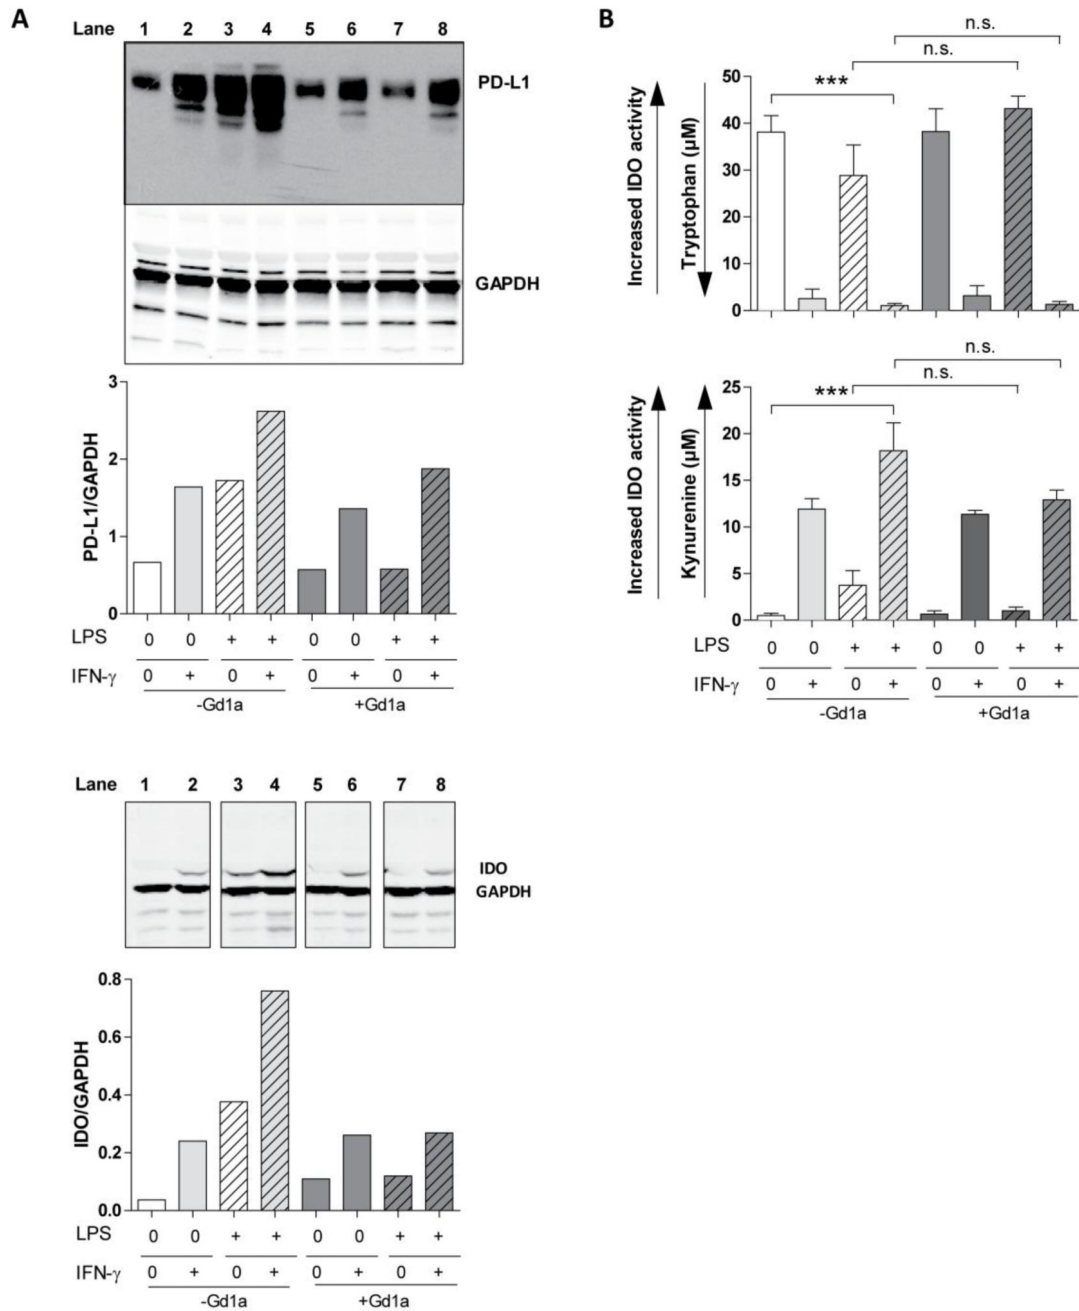 A
Lane 1 2 3 4 5 6 7 8
PD-L1
GAPDH
PD-L1/GAPDH
3
2
1
0
LPS 0 0 + + 0 0 + +
IFN-γ 0 + 0 + 0 + 0 +
-Gd1a +Gd1a
Lane 1 2 3 4 5 6 7 8
IDO
GAPDH
IDO/GAPDH
0.8
0.6
0.4
0.2
0.0
LPS 0 0 + + 0 0 + +
IFN-γ 0 + 0 + 0 + 0 +
-Gd1a +Gd1a
B
n.s.
n.s.
***
Increased IDO activity
Tryptophan (µM)
50
40
30
20
10
0
n.s.
n.s.
***
Increased IDO activity
Kynurenine (µM)
25
20
15
10
5
0
LPS 0 0 + + 0 0 + +
IFN-γ 0 + 0 + 0 + 0 +
-Gd1a +Gd1a